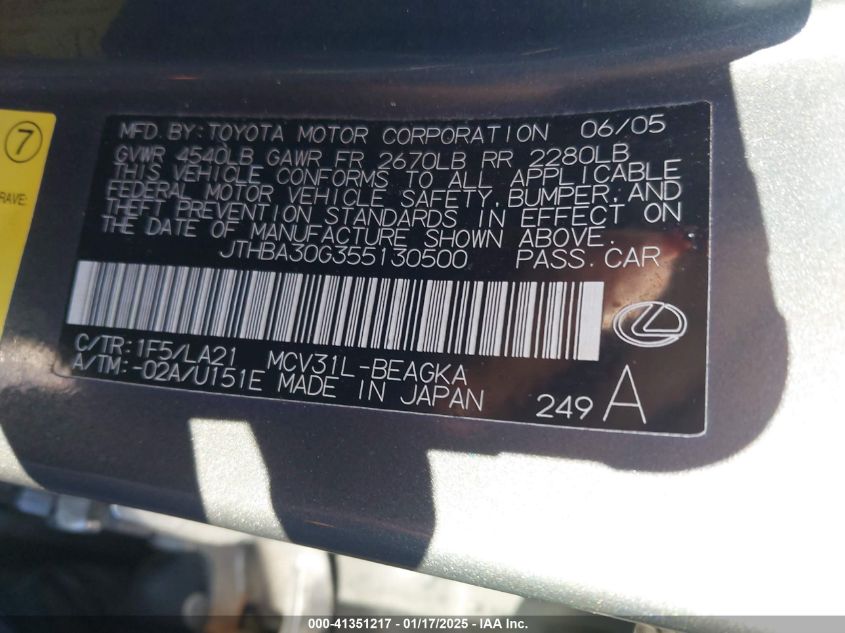 7
RAVE:
MFD. BY: TOYOTA MOTOR CORPORATION 06/05
GVWR 4540LB GAWR FR 2670LB RR 2280LB
THIS VEHICLE CONFORMS TO ALL APPLICABLE
FEDERAL MOTOR VEHICLE SAFETY, BUMPER, AND
THEFT PREVENTION STANDARDS IN EFFECT ON
THE DATE OF MANUFACTURE SHOWN ABOVE.
JTHBA30G355130500 PASS. CAR
C/TR: 1F5/LA21 MCV31L-BEAGKA
A/TM: -02A/U151E MADE IN JAPAN
249 A
000-41351217 - 01/17/2025 - IAAI Inc.